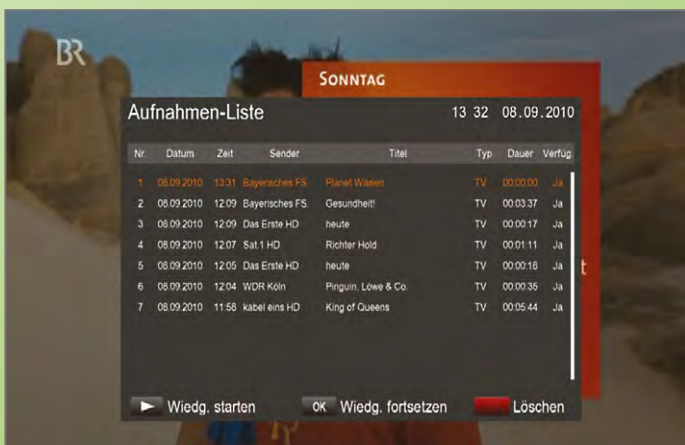 BR
SONNTAG
Aufnahmen-Liste 13 32 08.09.2010
Nr. Datum Zeit Sender Titel Typ Dauer Verfüg.
1 08.09.2010 13:31 Bayerisches FS. Planet Wissen TV 00:00:00 Ja
2 08.09.2010 12:09 Bayerisches FS. Gesundheit! TV 00:03:37 Ja
3 08.09.2010 12:09 Das Erste HD heute TV 00:00:17 Ja
4 08.09.2010 12:07 Sat.1 HD Richter Hold TV 00:01:11 Ja
5 08.09.2010 12:05 Das Erste HD heute TV 00:00:16 Ja
6 08.09.2010 12:04 WDR Köln Pinguin, Löwe & Co. TV 00:00:35 Ja
7 08.09.2010 11:58 kabel eins HD King of Queens TV 00:05:44 Ja
t
Wiedg. starten OK Wiedg. fortsetzen Löschen